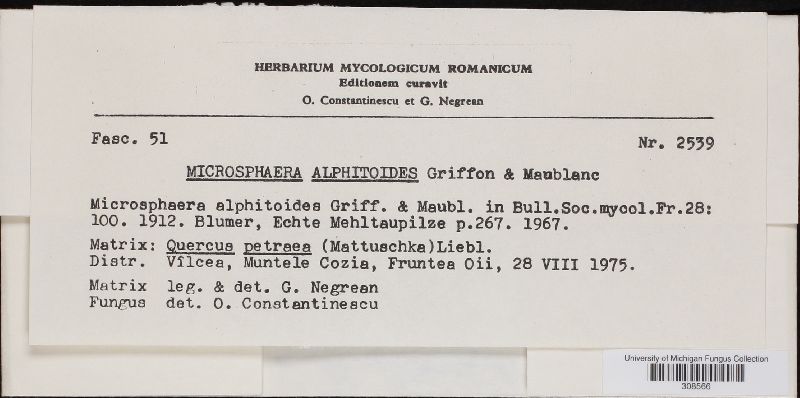 HERBARIUM MYCOLOGICUM ROMANICUM
Editionem curavit
O. Constantinescu et G. Negrean
Fasc. 51
Nr. 2539
MICROSPHAERA ALPHITOIDES Griffon & Maublanc
Microsphaera alphitoides Griff. & Maubl. in Bull.Soc.mycol.Fr.28:
100. 1912. Blumer, Echte Mehltaupilze p.267. 1967.
Matrix: Quercus petraea (Mattuschka)Liebl.
Distr. Vîlcea, Muntele Cozia, Fruntea Oii, 28 VIII 1975.
Matrix leg. & det. G. Negrean
Fungus det. O. Constantinescu
University of Michigan Fungus Collection
308566